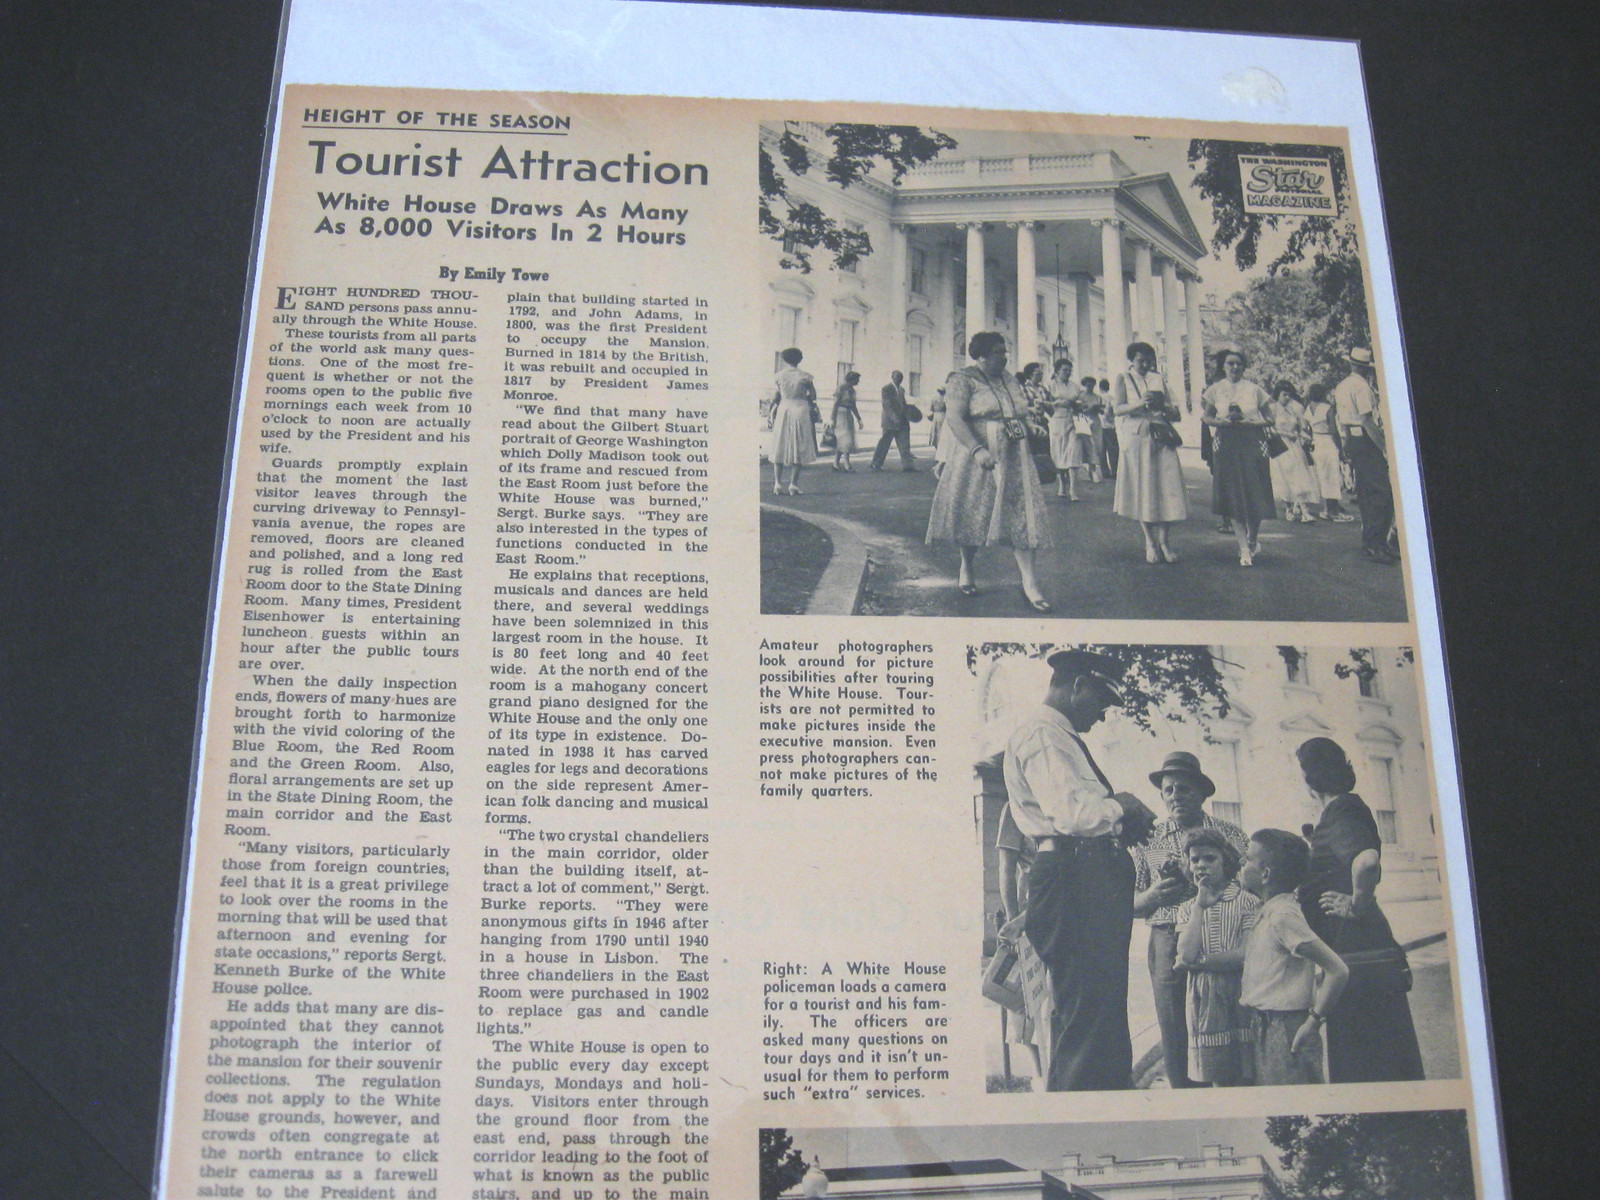 HEIGHT OF THE SEASON
Tourist Attraction
White House Draws As Many
As 8,000 Visitors In 2 Hours
By Emily Towe
EIGHT HUNDRED THOU-
SAND persons pass annu-
ally through the White House.
These tourists from all parts
of the world ask many ques-
tions. One of the most fre-
quent is whether or not the
rooms open to the public five
mornings each week from 10
o'clock to noon are actually
used by the President and his
wife.
Guards promptly explain
that the moment the last
visitor leaves through the
curving driveway to Pennsyl-
vania avenue, the ropes are
removed, floors are cleaned
and polished, and a long red
rug is rolled from the East
Room door to the State Dining
Room. Many times, President
Eisenhower is entertaining
luncheon guests within an
hour after the public tours
are over.
When the daily inspection
ends, flowers of many hues are
brought forth to harmonize
with the vivid coloring of the
Blue Room, the Red Room
and the Green Room. Also,
floral arrangements are set up
in the State Dining Room, the
main corridor and the East
Room.
"Many visitors, particularly
those from foreign countries,
feel that it is a great privilege
to look over the rooms in the
morning that will be used that
afternoon and evening for
state occasions," reports Sergt.
Kenneth Burke of the White
House police.
He adds that many are dis-
appointed that they cannot
photograph the interior of
the mansion for their souvenir
collections. The regulation
does not apply to the White
House grounds, however, and
crowds often congregate at
the north entrance to click
their cameras as a farewell
salute to the President and
plain that building started in
1792, and John Adams, in
1800, was the first President
to occupy the Mansion.
Burned in 1814 by the British,
it was rebuilt and occupied in
1817 by President James
Monroe.
"We find that many have
read about the Gilbert Stuart
portrait of George Washington
which Dolly Madison took out
of its frame and rescued from
the East Room just before the
White House was burned,"
Sergt. Burke says. "They are
also interested in the types of
functions conducted in the
East Room."
He explains that receptions,
musicals and dances are held
there, and several weddings
have been solemnized in this
largest room in the house. It
is 80 feet long and 40 feet
wide. At the north end of the
room is a mahogany concert
grand piano designed for the
White House and the only one
of its type in existence. Do-
nated in 1938 it has carved
eagles for legs and decorations
on the side represent Amer-
ican folk dancing and musical
forms.
"The two crystal chandeliers
in the main corridor, older
than the building itself, at-
tract a lot of comment," Sergt.
Burke reports. "They were
anonymous gifts in 1946 after
hanging from 1790 until 1940
in a house in Lisbon. The
three chandeliers in the East
Room were purchased in 1902
to replace gas and candle
lights."
The White House is open to
the public every day except
Sundays, Mondays and holi-
days. Visitors enter through
the ground floor from the
east end, pass through the
corridor leading to the foot of
what is known as the public
stairs, and up to the main
THE WASHINGTON
Star
PICTORIAL
MAGAZINE
Amateur photographers
look around for picture
possibilities after touring
the White House. Tour-
ists are not permitted to
make pictures inside the
executive mansion. Even
press photographers can-
not make pictures of the
family quarters.
Right: A White House
policeman loads a camera
for a tourist and his fam-
ily. The officers are
asked many questions on
tour days and it isn't un-
usual for them to perform
such "extra" services.